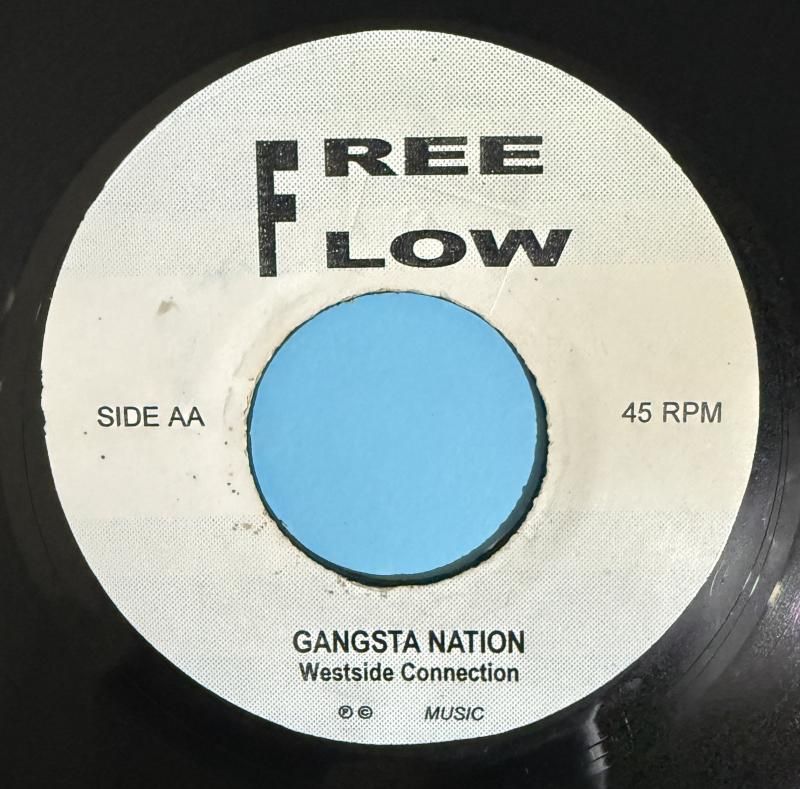 FREE
FLOW
SIDE AA
45 RPM
GANGSTA NATION
Westside Connection
℗ © MUSIC